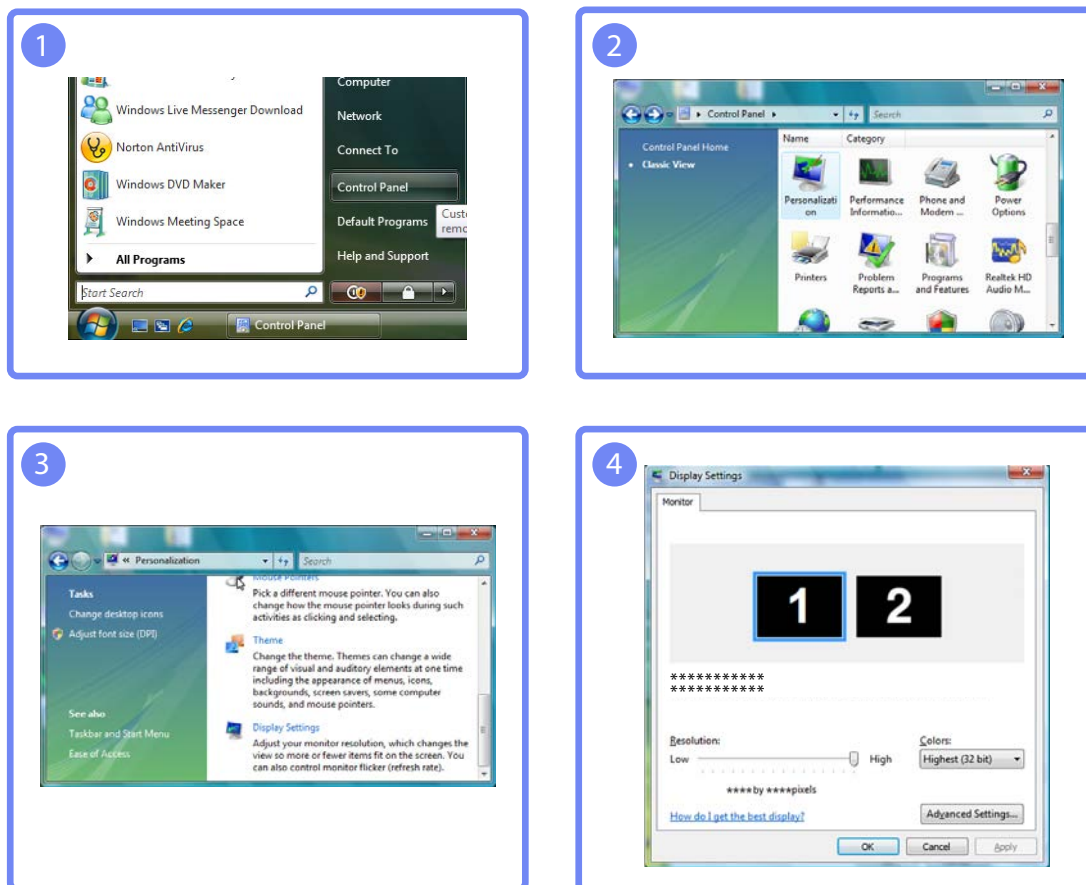 1
Computer
Windows Live Messenger Download
Network
Norton AntiVirus
Connect To
Windows DVD Maker
Control Panel
Windows Meeting Space
Default Programs
Cust
remo
All Programs
Help and Support
Start Search
Control Panel
2
Control Panel
Search
Control Panel Home
Classic View
Name Category
Personalizati
on
Performance
Informatio...
Phone and
Modem ...
Power
Options
Printers
Problem
Reports a...
Programs
and Features
Realtek HD
Audio M...
3
« Personalization
Search
Tasks
Change desktop icons
Adjust font size (DPI)
See also
Taskbar and Start Menu
Ease of Access
Mouse Pointers
Pick a different mouse pointer. You can also
change how the mouse pointer looks during such
activities as clicking and selecting.
Theme
Change the theme. Themes can change a wide
range of visual and auditory elements at one time
including the appearance of menus, icons,
backgrounds, screen savers, some computer
sounds, and mouse pointers.
Display Settings
Adjust your monitor resolution, which changes the
view so more or fewer items fit on the screen. You
can also control monitor flicker (refresh rate).
4
Display Settings
Monitor
1 2
***********
***********
Resolution:
Low High
****by ****pixels
Colors:
Highest (32 bit)
How do I get the best display?
Advanced Settings...
OK Cancel Apply